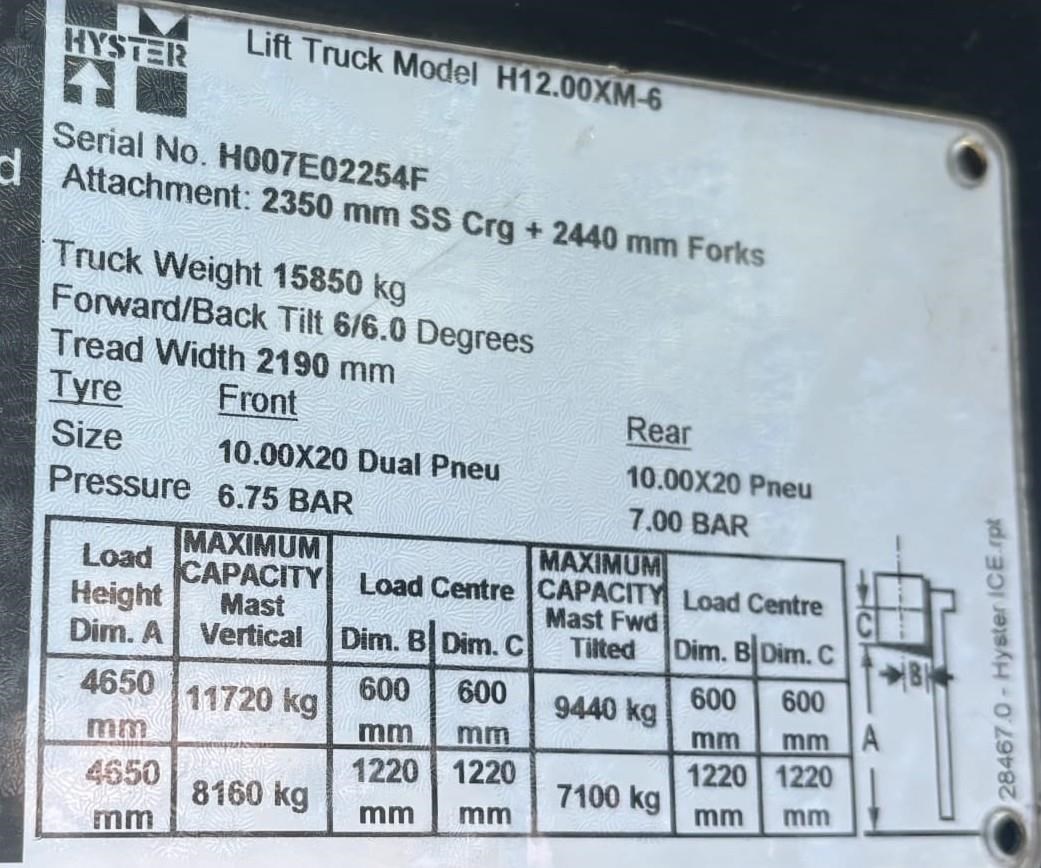 HYSTER
Lift Truck Model H12.00XM-6
Serial No. H007E02254F
d
Attachment: 2350 mm SS Crg + 2440 mm Forks
Truck Weight 15850 kg
Forward/Back Tilt 6/6.0 Degrees
Tread Width 2190 mm
Tyre Front Rear
Size 10.00X20 Dual Pneu 10.00X20 Pneu
Pressure 6.75 BAR 7.00 BAR
Load Height Dim. A MAXIMUM CAPACITY Mast Vertical Load Centre Dim. B Dim. C MAXIMUM CAPACITY Mast Fwd Tilted Load Centre Dim. B Dim. C
4650 mm 11720 kg 600 mm 600 mm 9440 kg 600 mm 600 mm
4650 mm 8160 kg 1220 mm 1220 mm 7100 kg 1220 mm 1220 mm
C
B
A
28467.0 - Hyster ICE.rpt